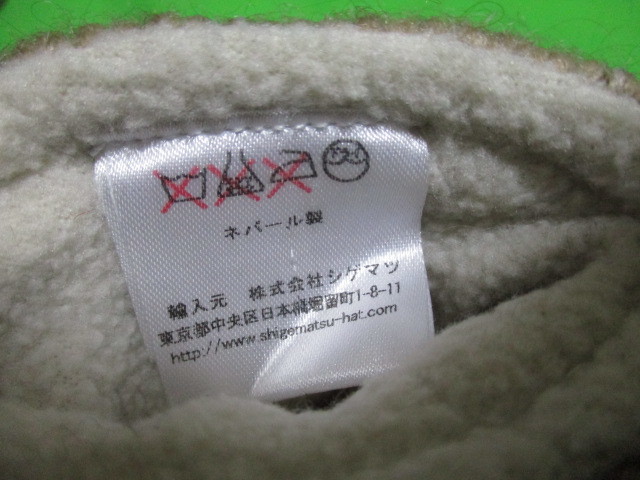 ネパール製
輸入元 株式会社シゲマツ
東京都中央区日本橋堀留町1-8-11
http://www.shigematsu-hat.com